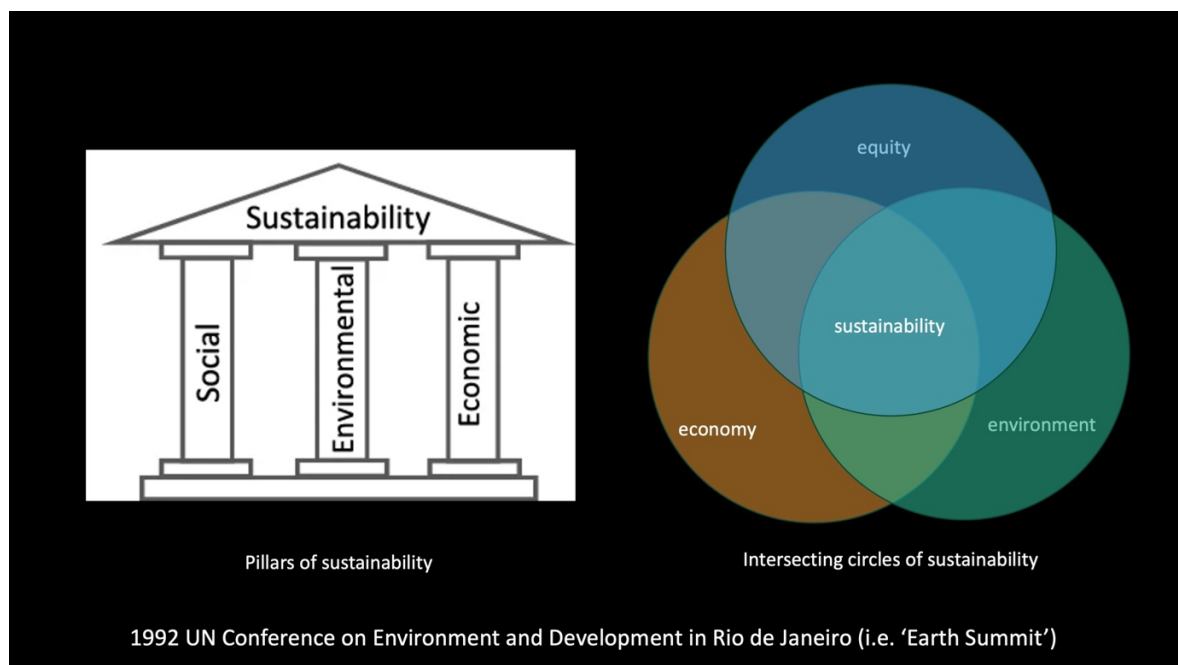 Sustainability
Social
Environmental
Economic
Pillars of sustainability
equity
sustainability
economy
environment
Intersecting circles of sustainability
1992 UN Conference on Environment and Development in Rio de Janeiro (i.e. ‘Earth Summit’)